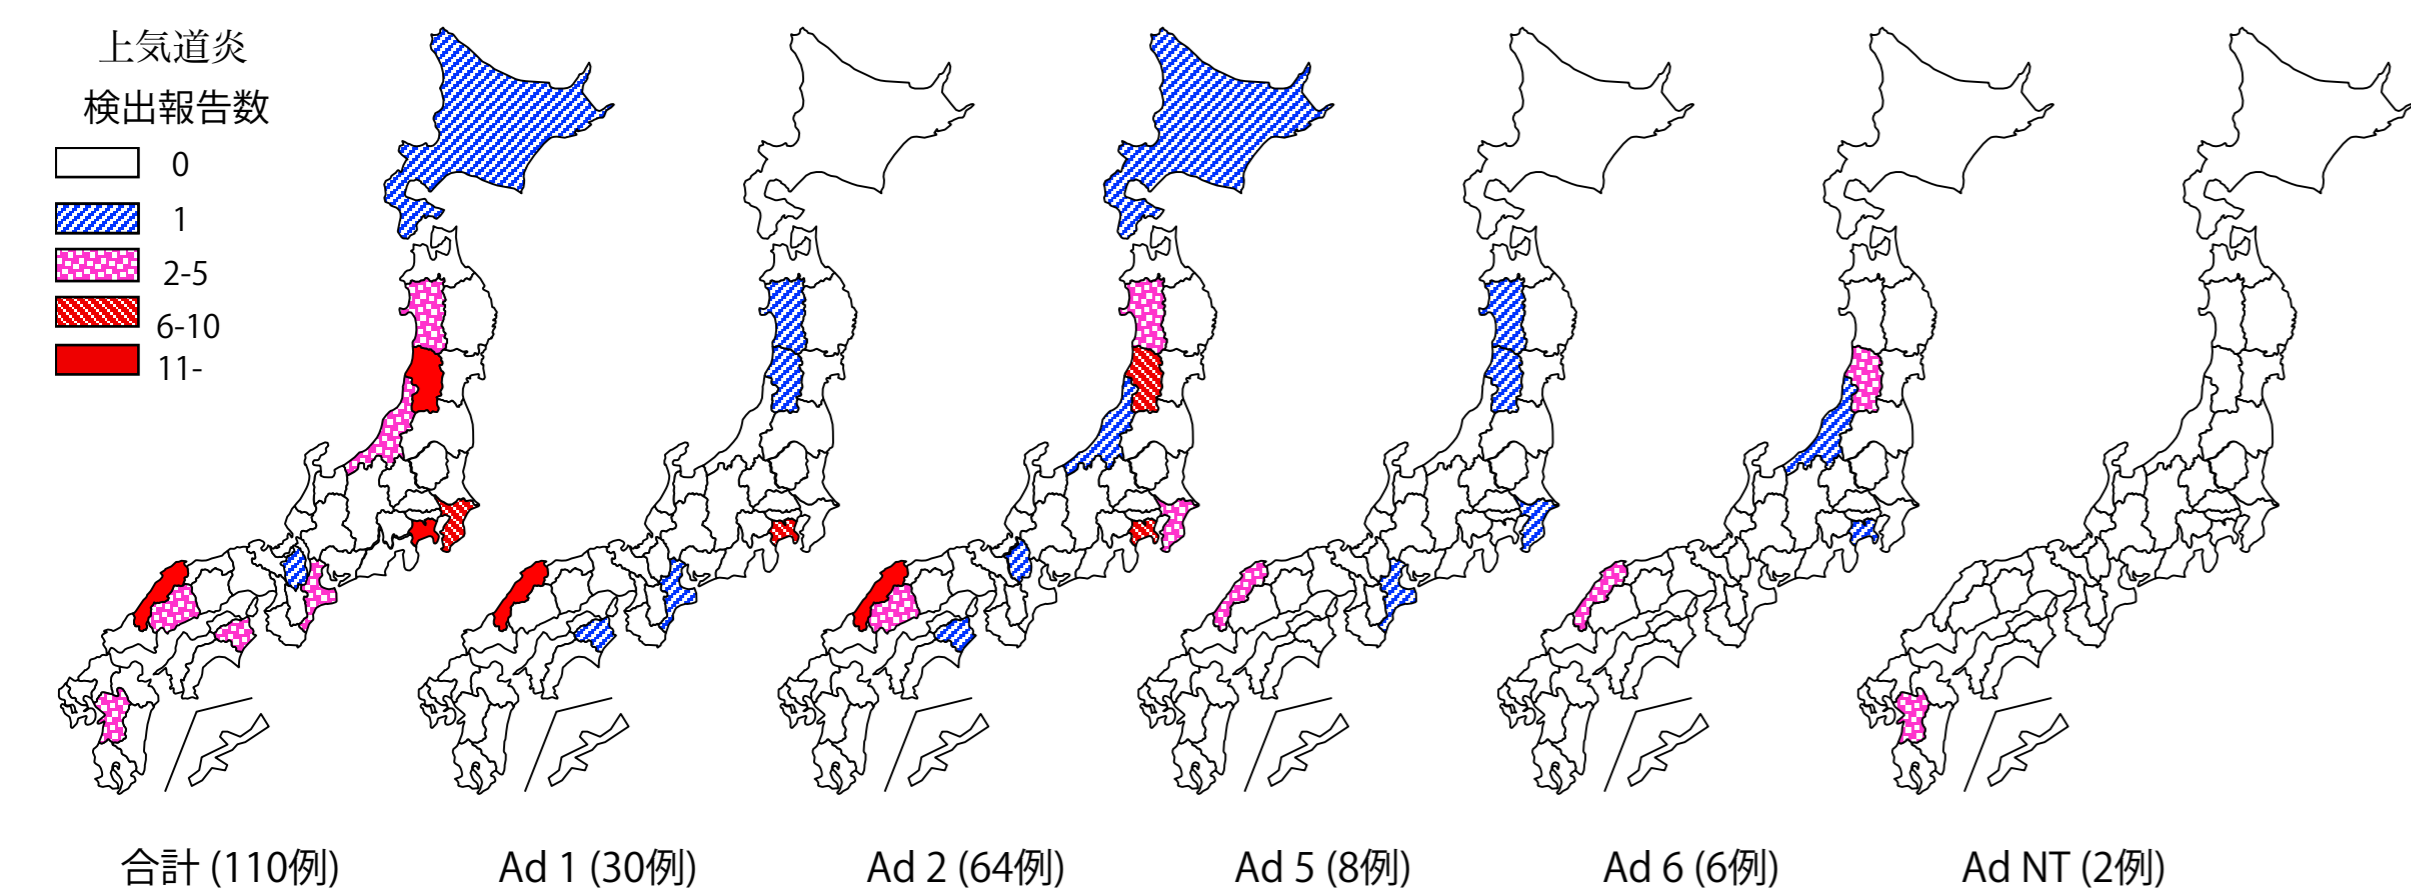 上気道炎
検出報告数
0
1
2-5
6-10
11-
合計 (110例)
Ad 1 (30例)
Ad 2 (64例)
Ad 5 (8例)
Ad 6 (6例)
Ad NT (2例)